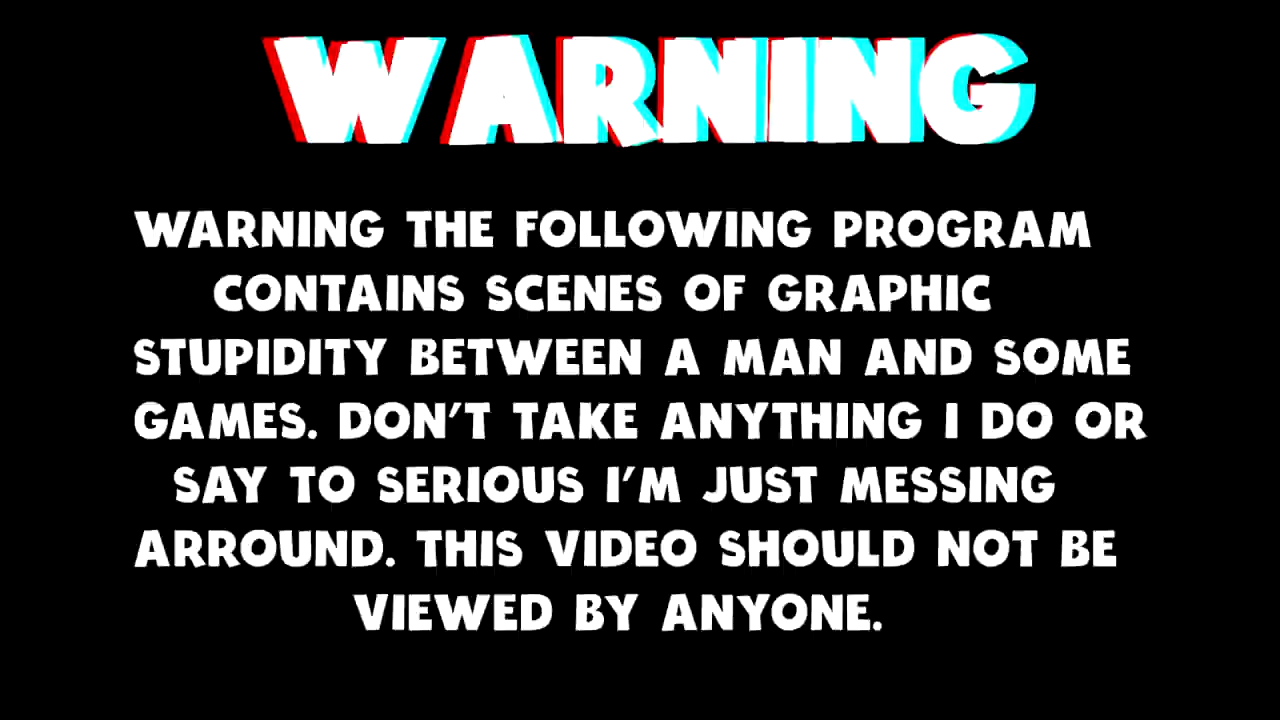 WARNING
WARNING THE FOLLOWING PROGRAM
CONTAINS SCENES OF GRAPHIC
STUPIDITY BETWEEN A MAN AND SOME
GAMES. DON'T TAKE ANYTHING I DO OR
SAY TO SERIOUS I'M JUST MESSING
ARROUND. THIS VIDEO SHOULD NOT BE
VIEWED BY ANYONE.